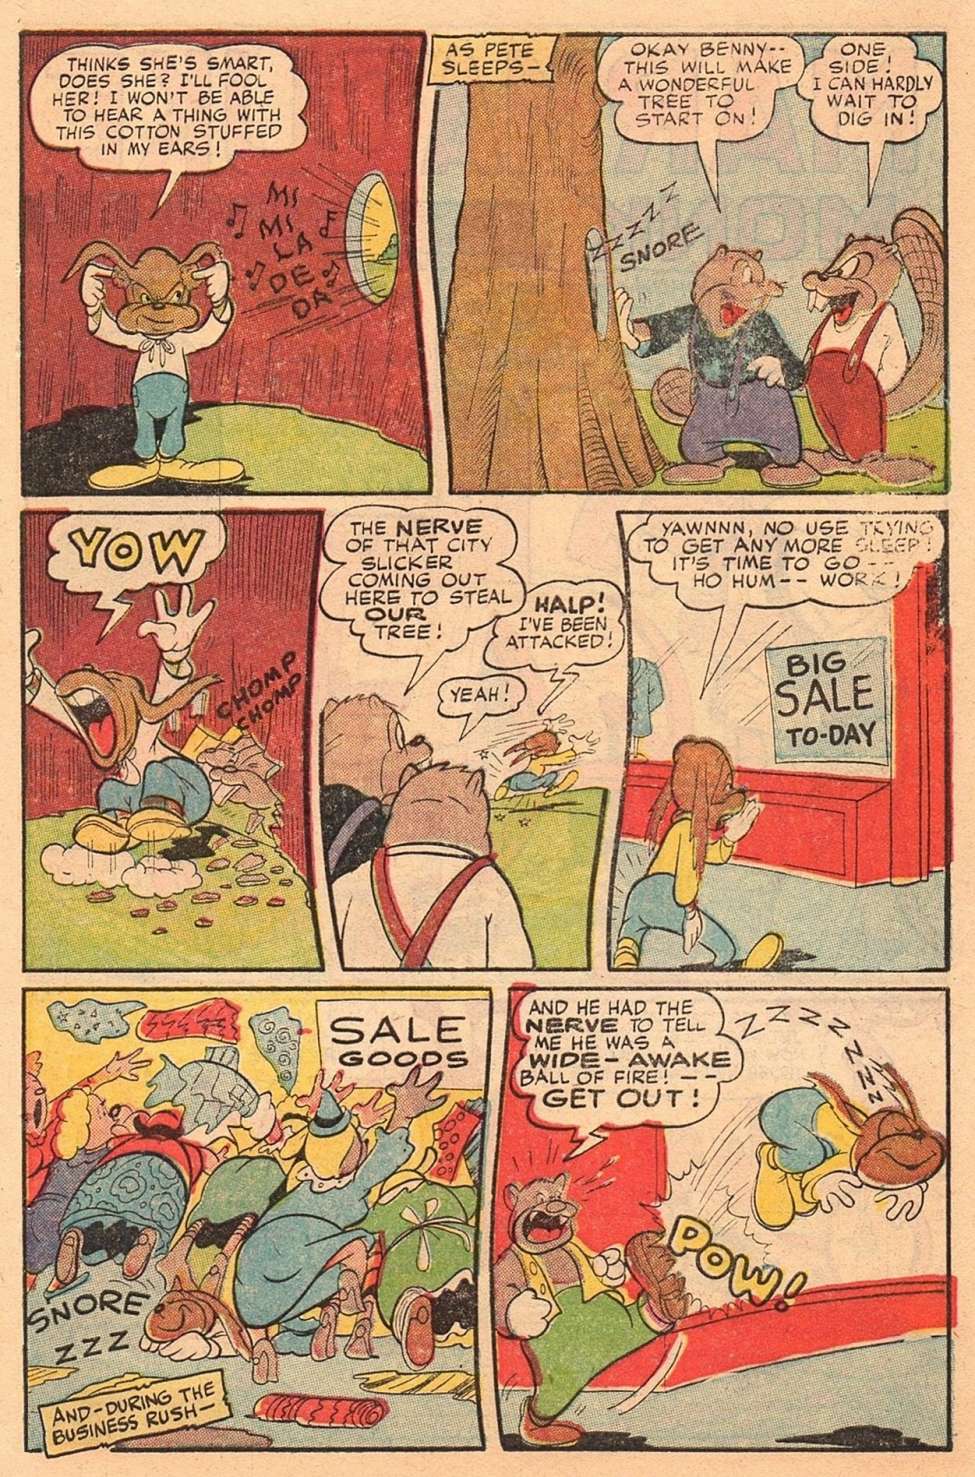 THINKS SHE'S SMART,
DOES SHE? I'LL FOOL
HER! I WON'T BE ABLE
TO HEAR A THING WITH
THIS COTTON STUFFED
IN MY EARS!
MI
MI
LA
DE
DA
AS PETE
SLEEPS—
OKAY BENNY--
THIS WILL MAKE
A WONDERFUL
TREE TO
START ON!
ONE
SIDE!
I CAN HARDLY
WAIT TO
DIG IN!
ZZZZZ
SNORE
YOW
CHOMP
CHOMP
THE NERVE
OF THAT CITY
SLICKER
COMING OUT
HERE TO STEAL
OUR
TREE!
YEAH!
HALP!
I'VE BEEN
ATTACKED!
YAWNNN, NO USE TRYING
TO GET ANY MORE SLEEP!
IT'S TIME TO GO--
HO HUM-- WORK!
BIG
SALE
TO-DAY
SALE
GOODS
SNORE
ZZZ
AND-DURING THE
BUSINESS RUSH—
AND HE HAD THE
NERVE TO TELL
ME HE WAS A
WIDE-AWAKE
BALL OF FIRE!--
GET OUT!
ZZZZZZZZ
POW!